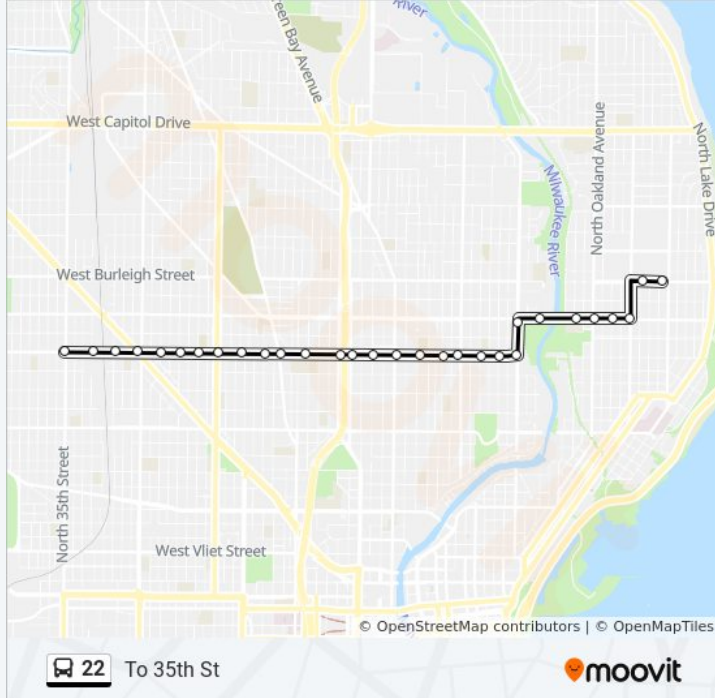 River
een Bay Avenue
West Capitol Drive
North Oakland Avenue
North Lake Drive
Milwaukee River
West Burleigh Street
North 35th Street
West Vliet Street
© OpenStreetMap contributors | © OpenMapTiles
22 To 35th St
moovit